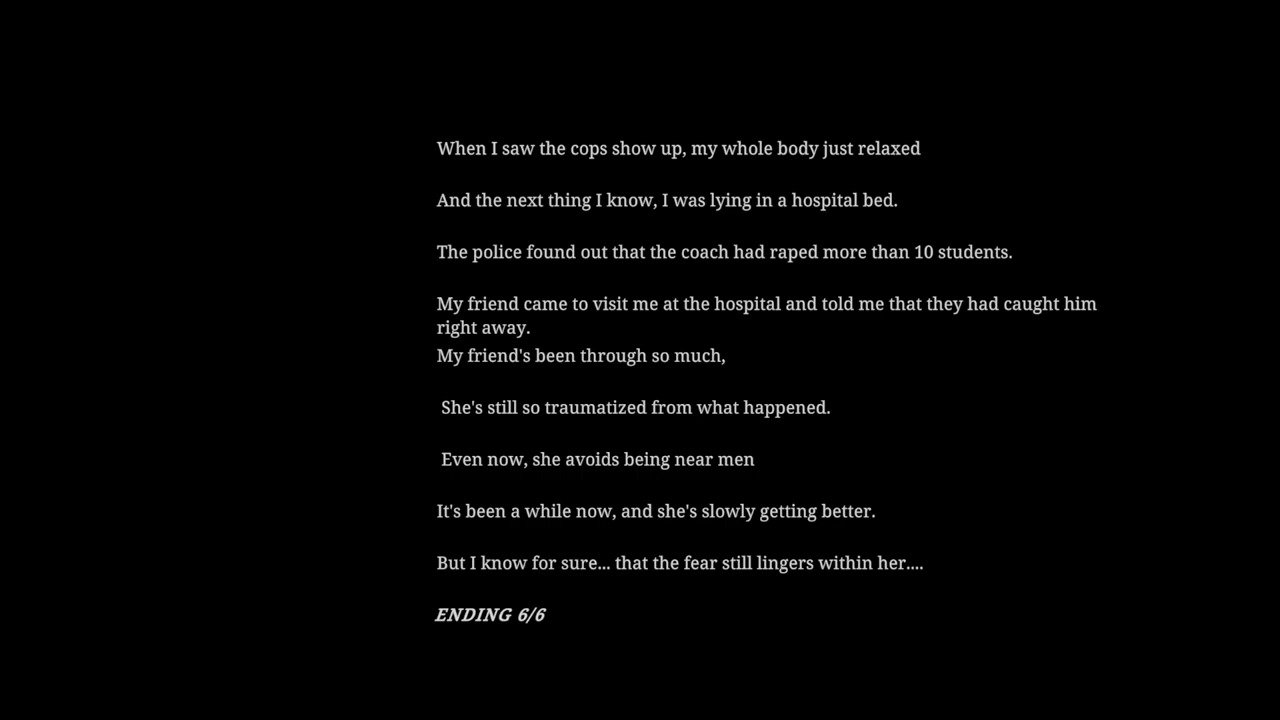 When I saw the cops show up, my whole body just relaxed
And the next thing I know, I was lying in a hospital bed.
The police found out that the coach had raped more than 10 students.
My friend came to visit me at the hospital and told me that they had caught him
right away.
My friend's been through so much,
She's still so traumatized from what happened.
Even now, she avoids being near men
It's been a while now, and she's slowly getting better.
But I know for sure... that the fear still lingers within her....
ENDING 6/6